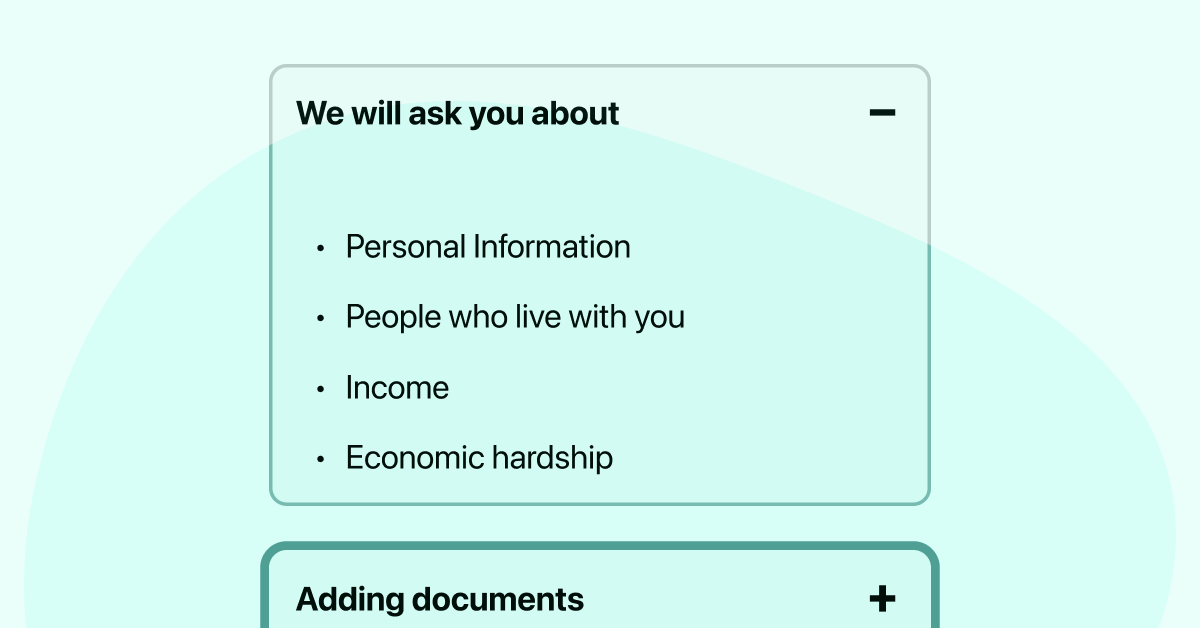 We will ask you about
• Personal Information
• People who live with you
• Income
• Economic hardship
Adding documents